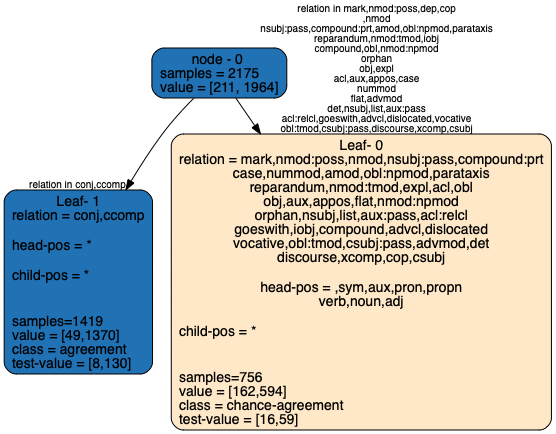 relation in mark,nmod:poss,dep,cop
,nmod
nsubj:pass,compound:prt,amod,obl:npmod,parataxis
reparandum,nmod:tmod,iobj
compound,obl,nmod:npmod
orphan
obj,expl
acl,aux,appos,case
nummod
flat,advmod
det,nsubj,list,aux:pass
acl:relcl,goeswith,advcl,dislocated,vocative
obl:tmod,csubj:pass,discourse,xcomp,csubj
node - 0
samples = 2175
value = [211, 1964]
relation in conj,ccomp
Leaf- 1
relation = conj,ccomp
head-pos = *
child-pos = *
samples=1419
value = [49,1370]
class = agreement
test-value = [8,130]
Leaf- 0
relation = mark,nmod:poss,nmod,nsubj:pass,compound:prt
case,nummod,amod,obl:npmod,parataxis
reparandum,nmod:tmod,expl,acl,obl
obj,aux,appos,flat,nmod:npmod
orphan,nsubj,list,aux:pass,acl:relcl
goeswith,iobj,compound,advcl,dislocated
vocative,obl:tmod,csubj:pass,advmod,det
discourse,xcomp,cop,csubj
head-pos = ,sym,aux,pron,propn
verb,noun,adj
child-pos = *
samples=756
value = [162,594]
class = chance-agreement
test-value = [16,59]